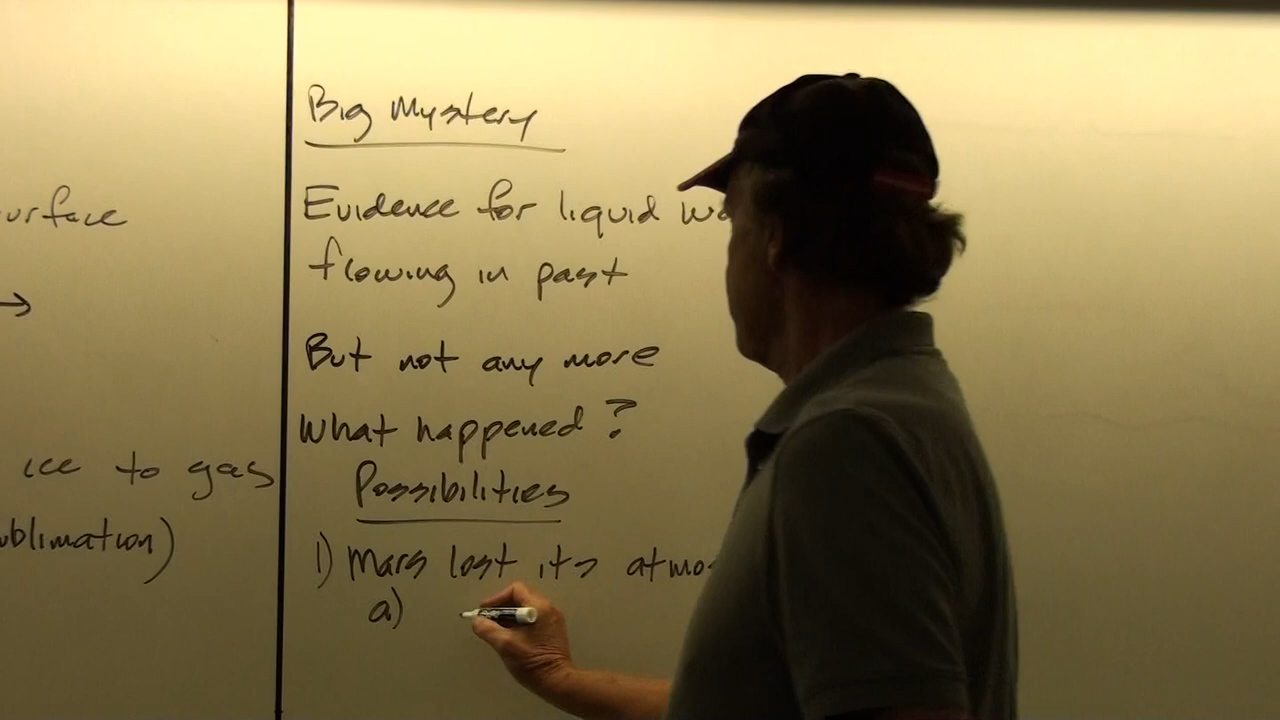 urface
→
ice to gas
ublimation)
Big Mystery
Evidence for liquid wa
flowing in past
But not any more
What happened?
Possibilities
1) Mars lost its atmo
a)